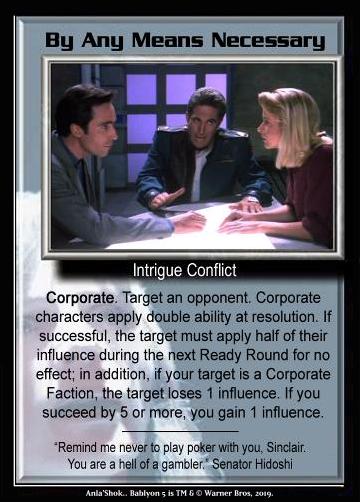 By Any Means Necessary
Intrigue Conflict
Corporate. Target an opponent. Corporate
characters apply double ability at resolution. If
successful, the target must apply half of their
influence during the next Ready Round for no
effect; in addition, if your target is a Corporate
Faction, the target loses 1 influence. If you
succeed by 5 or more, you gain 1 influence.
“Remind me never to play poker with you, Sinclair.
You are a hell of a gambler.” Senator Hidoshi
Anla'Shok.. Bablyon 5 is TM & © Warner Bros, 2019.